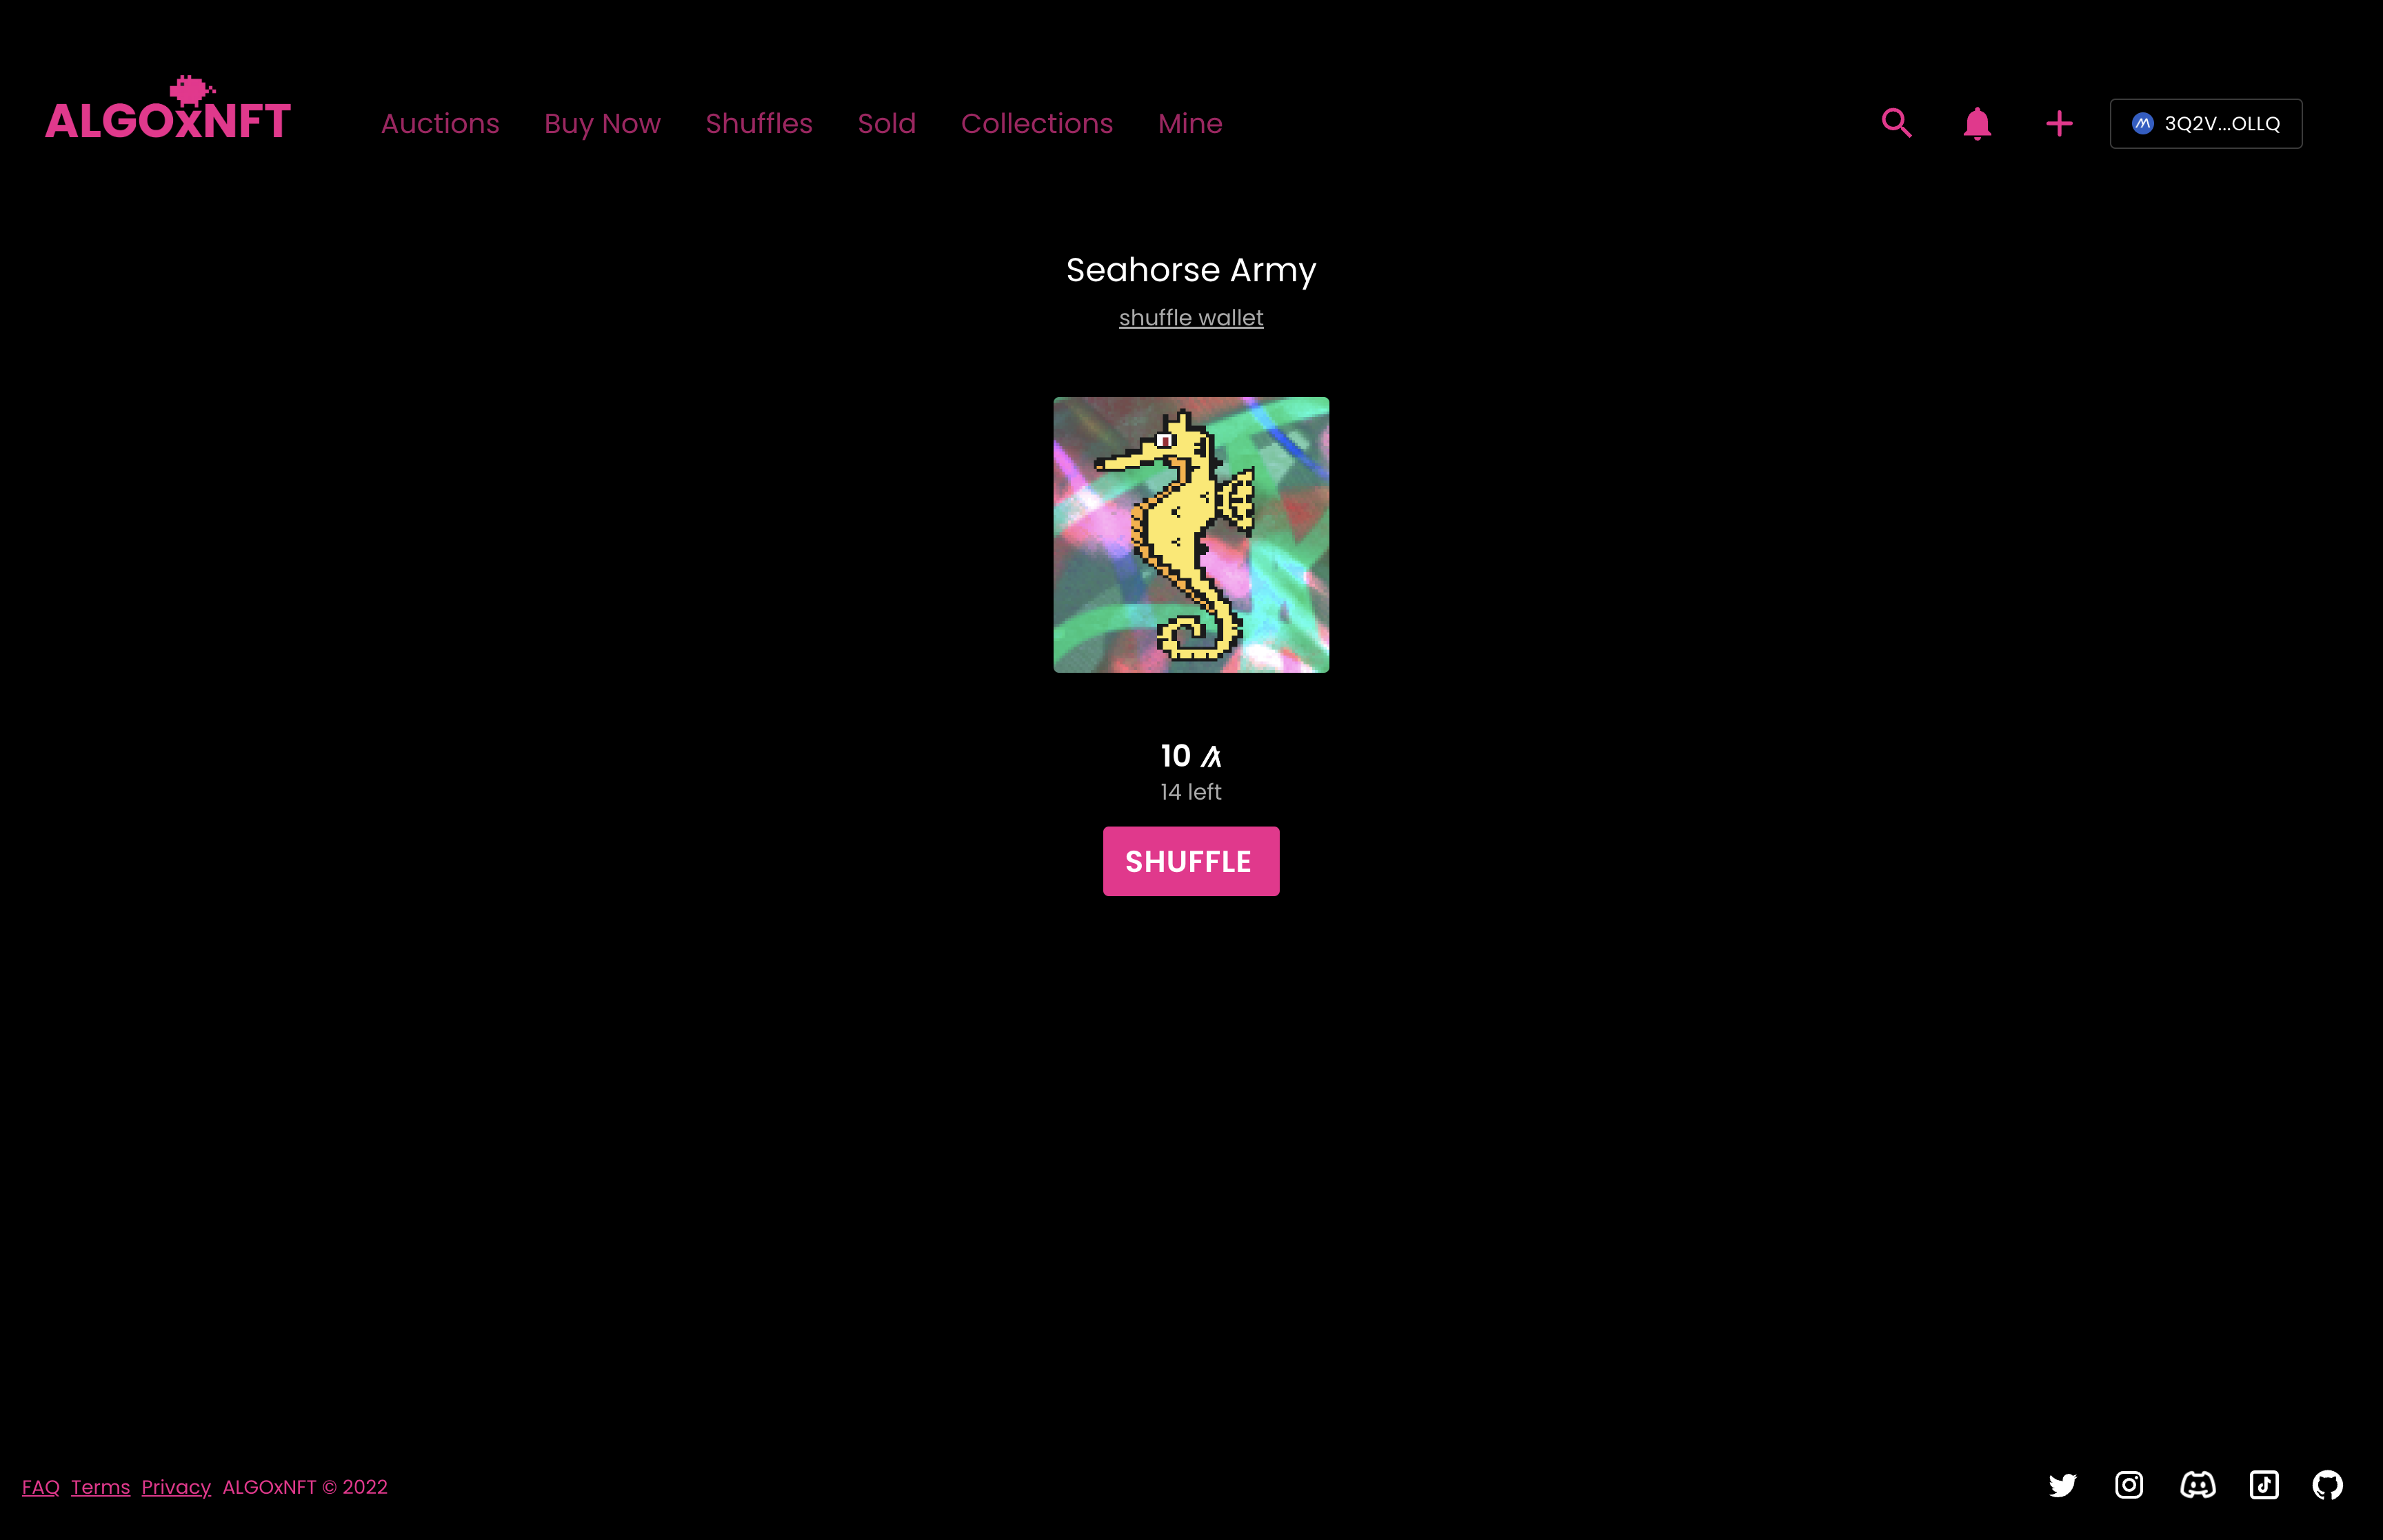 ALGOxNFT
Auctions Buy Now Shuffles Sold Collections Mine
3Q2V...OLLQ
Seahorse Army
shuffle wallet
10
14 left
SHUFFLE
FAQ Terms Privacy ALGOxNFT © 2022